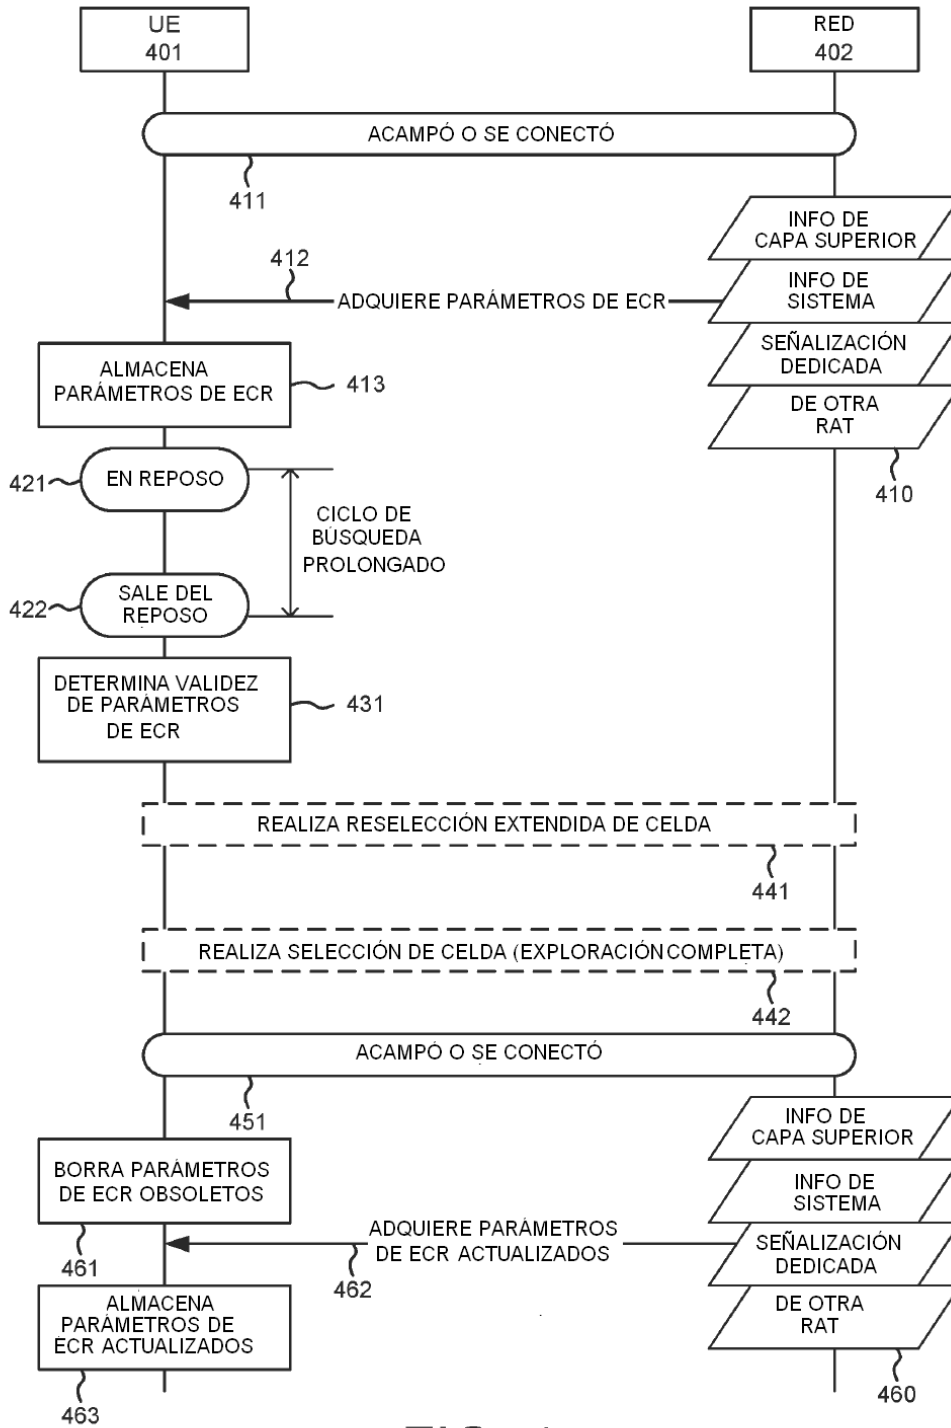 UE
401
RED
402
ACAMPÓ O SE CONECTÓ
411
INFO DE
CAPA SUPERIOR
412
ADQUIERE PARÁMETROS DE ECR
INFO DE
SISTEMA
ALMACENA
PARÁMETROS DE ECR
413
SEÑALIZACIÓN
DEDICADA
DE OTRA
RAT
410
421
EN REPOSO
CICLO DE
BÚSQUEDA
PROLONGADO
422
SALE DEL
REPOSO
DETERMINA VALIDEZ
DE PARÁMETROS
DE ECR
431
REALIZA RESELECCIÓN EXTENDIDA DE CELDA
441
REALIZA SELECCIÓN DE CELDA (EXPLORACIÓN COMPLETA)
442
ACAMPÓ O SE CONECTÓ
451
INFO DE
CAPA SUPERIOR
BORRA PARÁMETROS
DE ECR OBSOLETOS
461
INFO DE
SISTEMA
ADQUIERE PARÁMETROS
DE ECR ACTUALIZADOS
462
SEÑALIZACIÓN
DEDICADA
ALMACENA
PARÁMETROS DE
ECR ACTUALIZADOS
463
DE OTRA
RAT
460